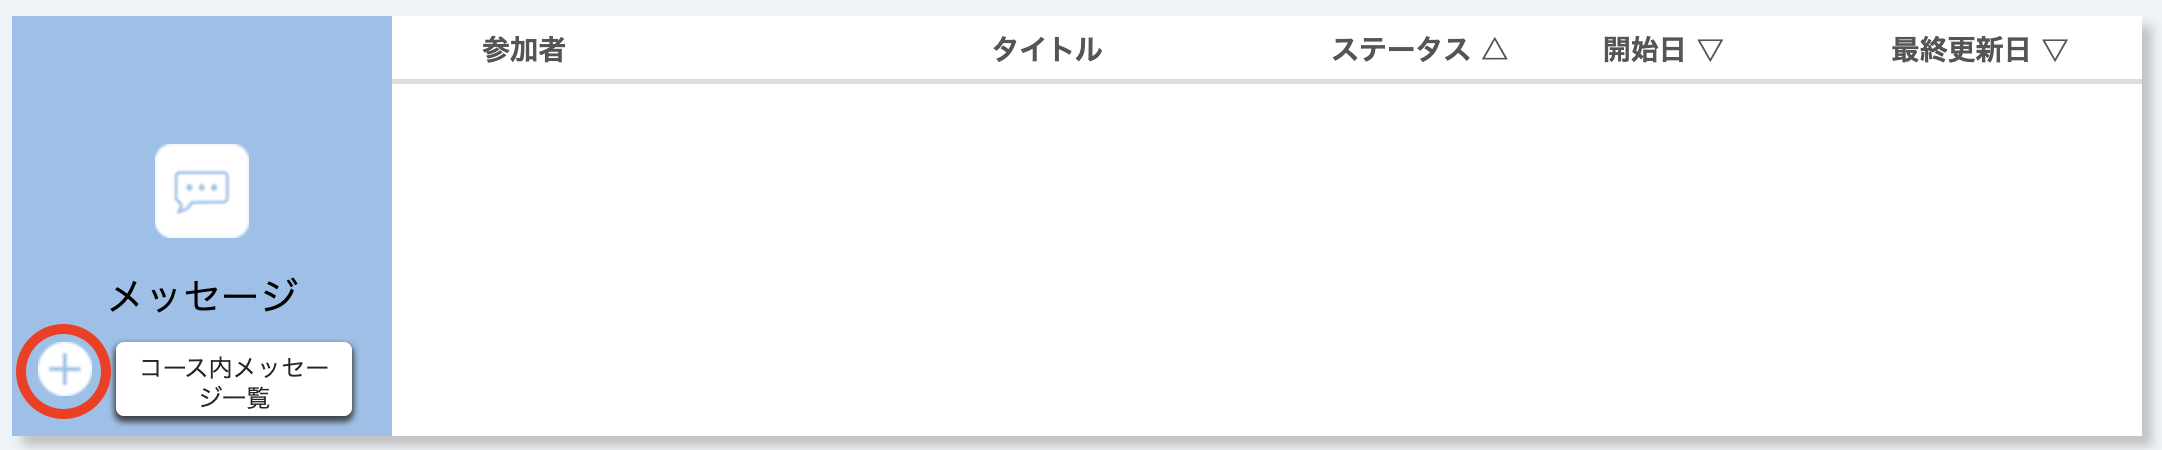 参加者 タイトル ステータス △ 開始日 ▽ 最終更新日 ▽
メッセージ
コース内メッセー
ジ一覧